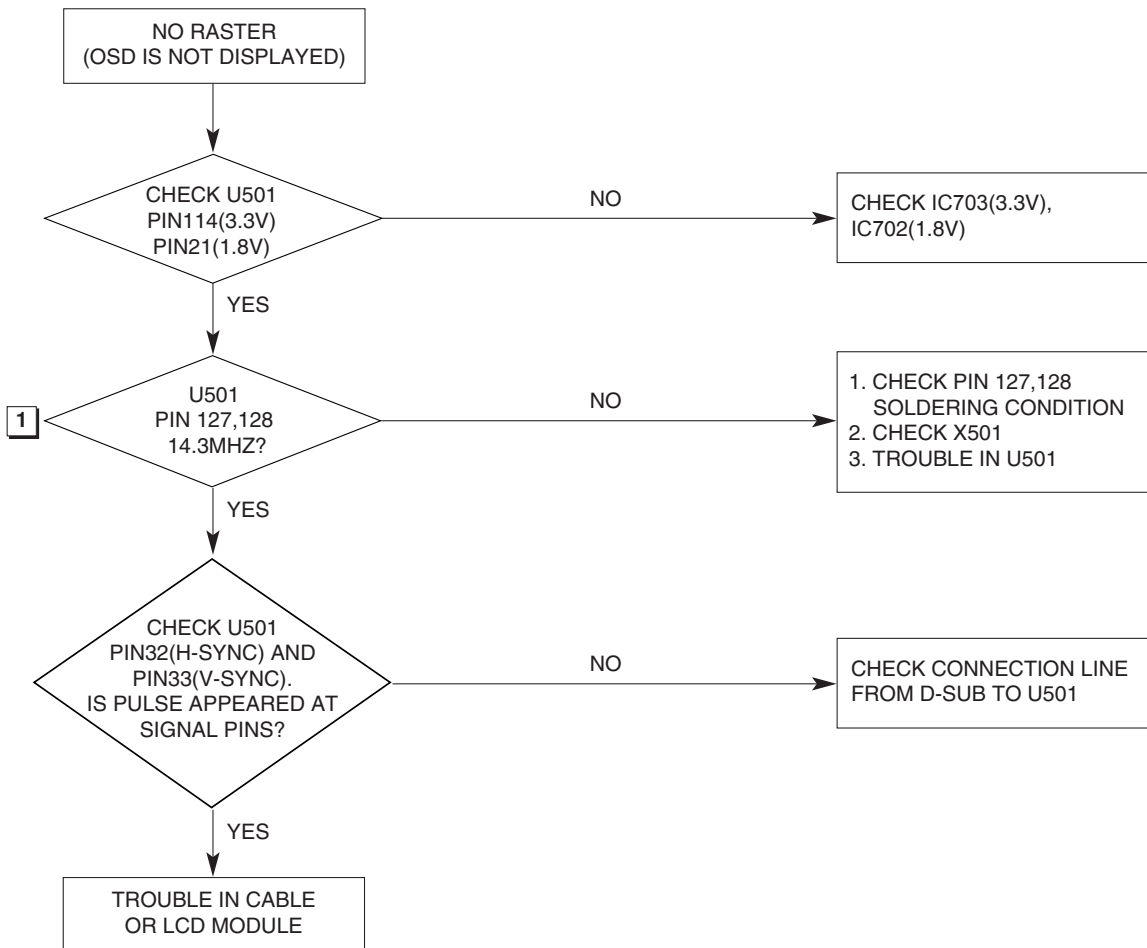 NO RASTER
(OSD IS NOT DISPLAYED)
CHECK U501
PIN114(3.3V)
PIN21(1.8V)
NO
CHECK IC703(3.3V),
IC702(1.8V)
YES
1
U501
PIN 127,128
14.3MHZ?
NO
1. CHECK PIN 127,128
SOLDERING CONDITION
2. CHECK X501
3. TROUBLE IN U501
YES
CHECK U501
PIN32(H-SYNC) AND
PIN33(V-SYNC).
IS PULSE APPEARED AT
SIGNAL PINS?
NO
CHECK CONNECTION LINE
FROM D-SUB TO U501
YES
TROUBLE IN CABLE
OR LCD MODULE